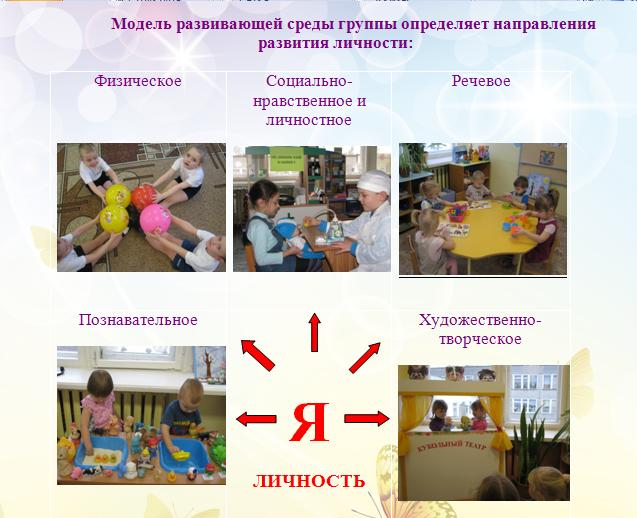 Модель развивающей среды группы определяет направления
развития личности:
Физическое
Социально-
нравственное и
личностное
Речевое
Познавательное
Художественно-
творческое
КУКОЛЬНЫЙ ТЕАТР
Я
ЛИЧНОСТЬ